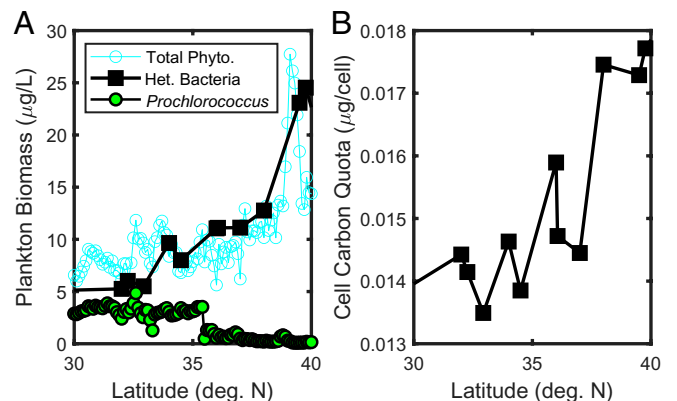 A
Plankton Biomass (μg/L)
30
25
20
15
10
5
0
Total Phyto.
Het. Bacteria
Prochlorococcus
30
35
40
Latitude (deg. N)
B
Cell Carbon Quota (μg/cell)
0.018
0.017
0.016
0.015
0.014
0.013
30
35
40
Latitude (deg. N)